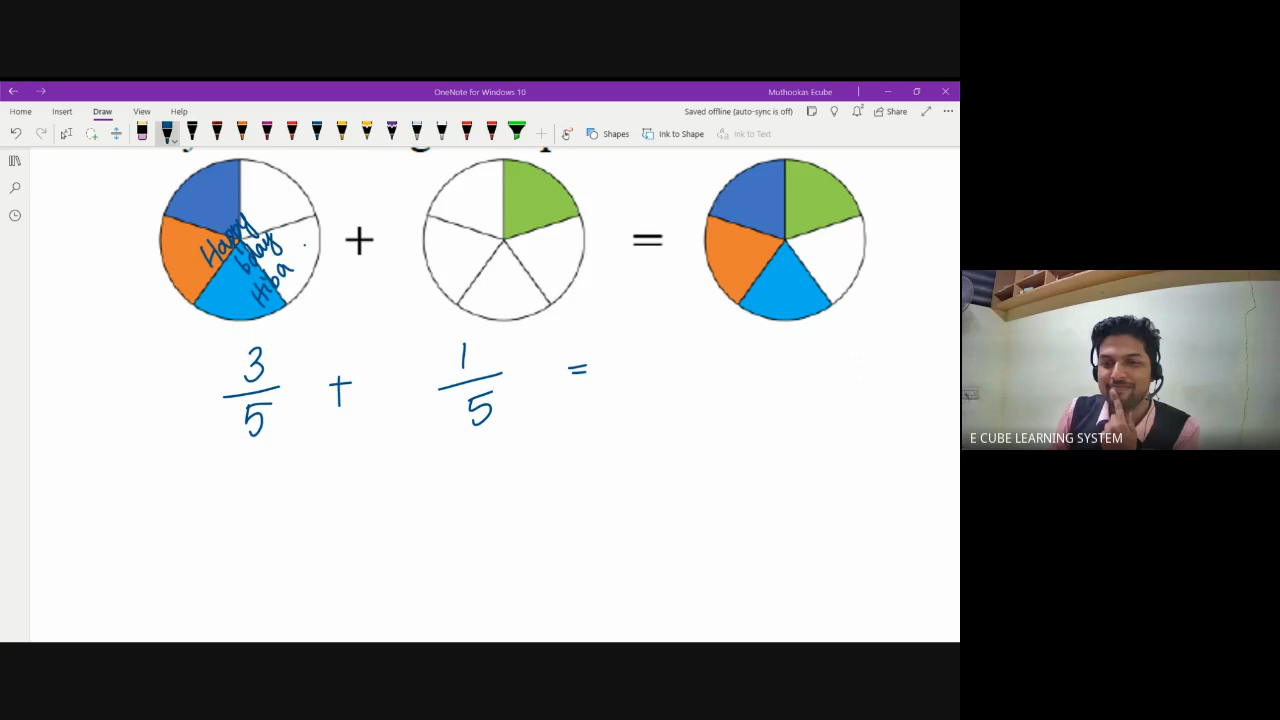 OneNote for Windows 10
Muthookas Ecube
Home Insert Draw View Help
Saved offline (auto-sync is off)
Share
Shapes
Ink to Shape
Ink to Text
Happy
bday
Hiba
+ =
3/5 + 1/5 =
E CUBE LEARNING SYSTEM